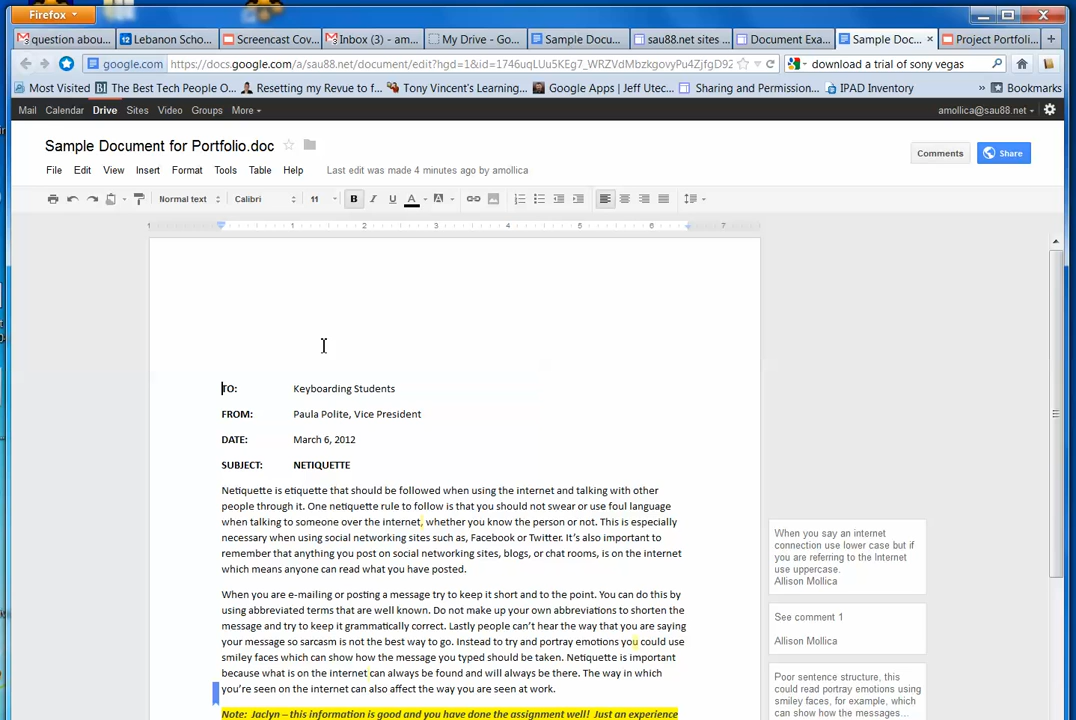 Firefox
question abou...
Lebanon Scho...
Screencast Cov...
Inbox (3) - am...
My Drive - Go...
Sample Docu...
sau88.net sites ...
Document Exa...
Sample Doc...
Project Portfolio...
google.com https://docs.google.com/a/sau88.net/document/edit?hgd=1&id=1746uqLUu5KEg7_WRZVdMbzkgovyPu4ZjfgD92
download a trial of sony vegas
Most Visited The Best Tech People O... Resetting my Revue to f... Tony Vincent's Learning... Google Apps | Jeff Utec... Sharing and Permission... IPAD Inventory » Bookmarks
Mail Calendar Drive Sites Video Groups More amollica@sau88.net
Sample Document for Portfolio.doc
Comments Share
File Edit View Insert Format Tools Table Help Last edit was made 4 minutes ago by amollica
Normal text Calibri 11 B I U A A
1 1 2 3 4 5 6 7
TO: Keyboarding Students
FROM: Paula Polite, Vice President
DATE: March 6, 2012
SUBJECT: NETIQUETTE
Netiquette is etiquette that should be followed when using the internet and talking with other
people through it. One netiquette rule to follow is that you should not swear or use foul language
when talking to someone over the internet, whether you know the person or not. This is especially
necessary when using social networking sites such as, Facebook or Twitter. It's also important to
remember that anything you post on social networking sites, blogs, or chat rooms, is on the internet
which means anyone can read what you have posted.
When you are e-mailing or posting a message try to keep it short and to the point. You can do this by
using abbreviated terms that are well known. Do not make up your own abbreviations to shorten the
message and try to keep it grammatically correct. Lastly people can't hear the way that you are saying
your message so sarcasm is not the best way to go. Instead to try and portray emotions you could use
smiley faces which can show how the message you typed should be taken. Netiquette is important
because what is on the internet can always be found and will always be there. The way in which
you're seen on the internet can also affect the way you are seen at work.
Note: Jaclyn – this information is good and you have done the assignment well! Just an experience
When you say an internet
connection use lower case but if
you are referring to the Internet
use uppercase.
Allison Mollica
See comment 1
Allison Mollica
Poor sentence structure, this
could read portray emotions using
smiley faces, for example, which
can show how the messages...